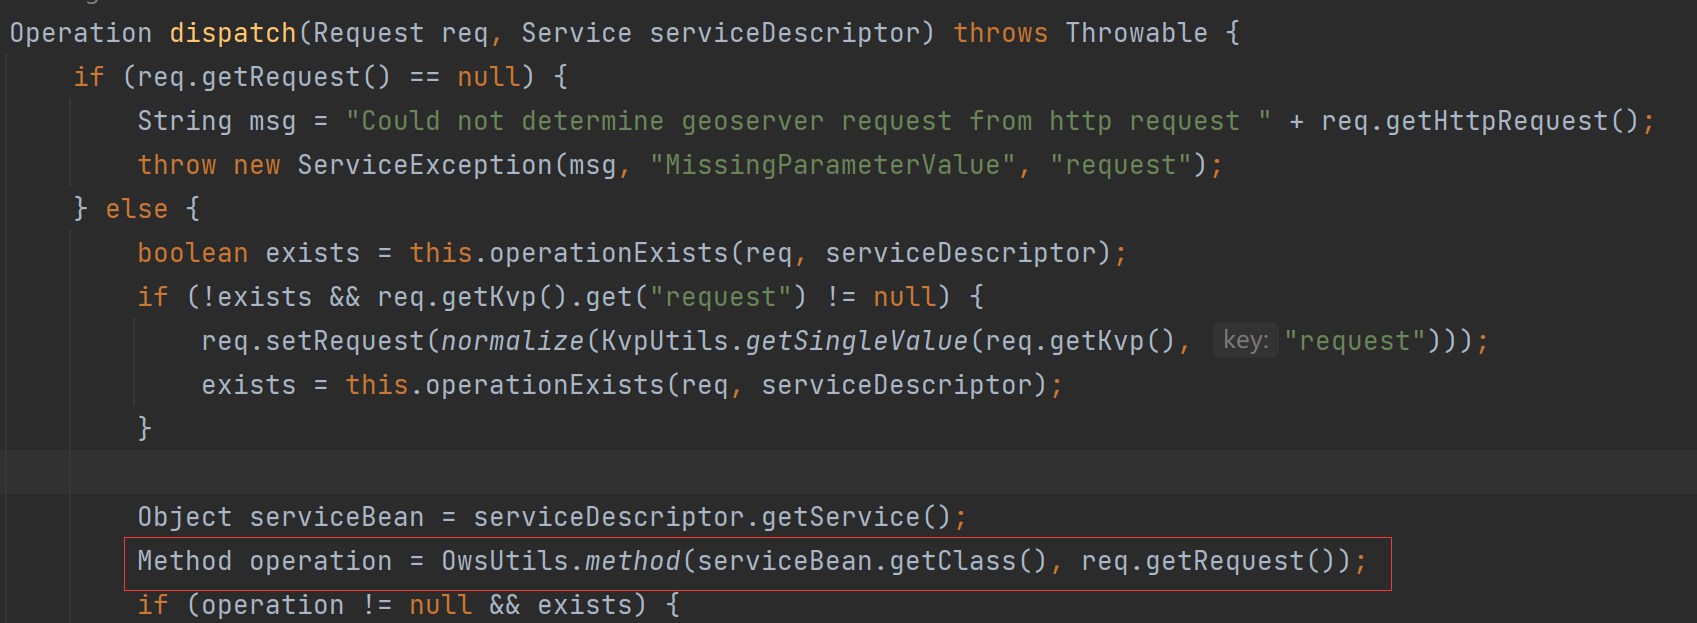 Operation dispatch(Request req, Service serviceDescriptor) throws Throwable {
if (req.getRequest() == null) {
String msg = "Could not determine geoserver request from http request " + req.getHttpRequest();
throw new ServiceException(msg, "MissingParameterValue", "request");
} else {
boolean exists = this.operationExists(req, serviceDescriptor);
if (!exists && req.getKvp().get("request") != null) {
req.setRequest(normalize(KvpUtils.getSingleValue(req.getKvp(), key: "request")));
exists = this.operationExists(req, serviceDescriptor);
}
Object serviceBean = serviceDescriptor.getService();
Method operation = OwsUtils.method(serviceBean.getClass(), req.getRequest());
if (operation != null && exists) {